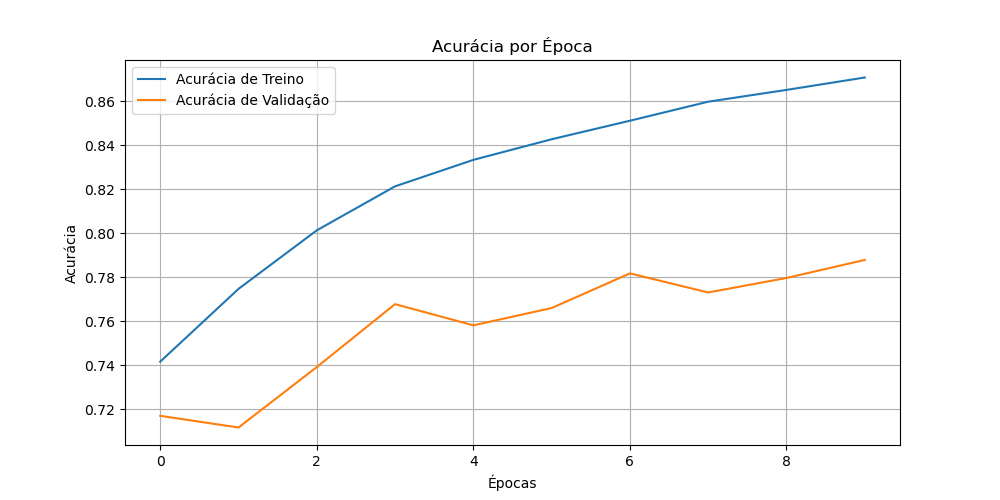 Acurácia por Época
Acurácia de Treino
Acurácia de Validação
Acurácia
0.86
0.84
0.82
0.80
0.78
0.76
0.74
0.72
0 2 4 6 8
Épocas